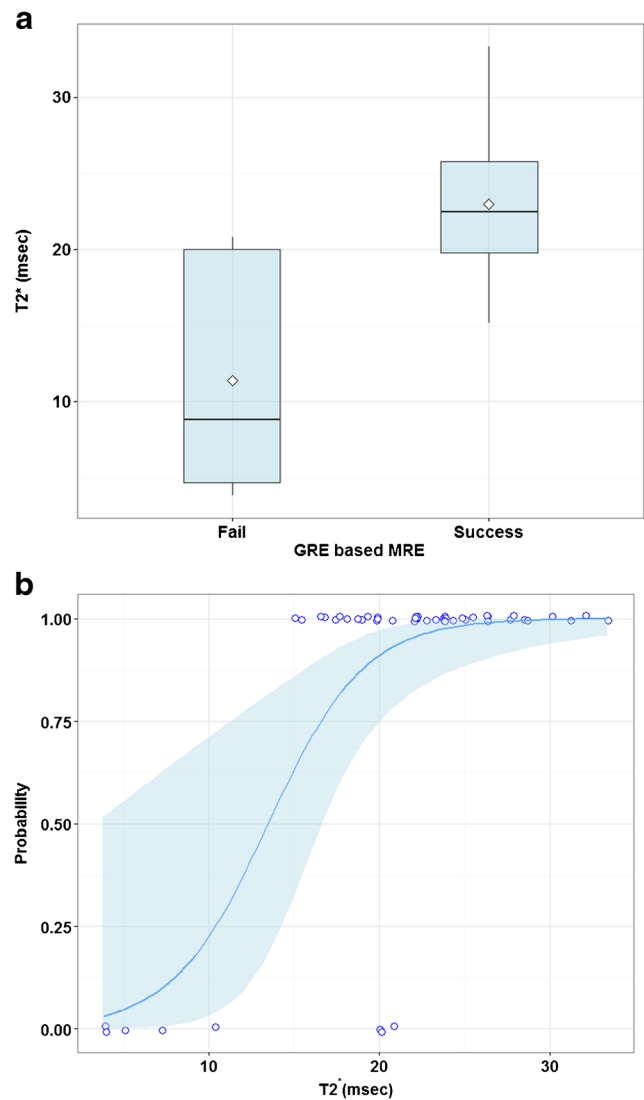 a
30
20
10
T2* (msec)
Fail Success
GRE based MRE
b
1.00
0.75
0.50
0.25
0.00
Probability
10 20 30
T2* (msec)